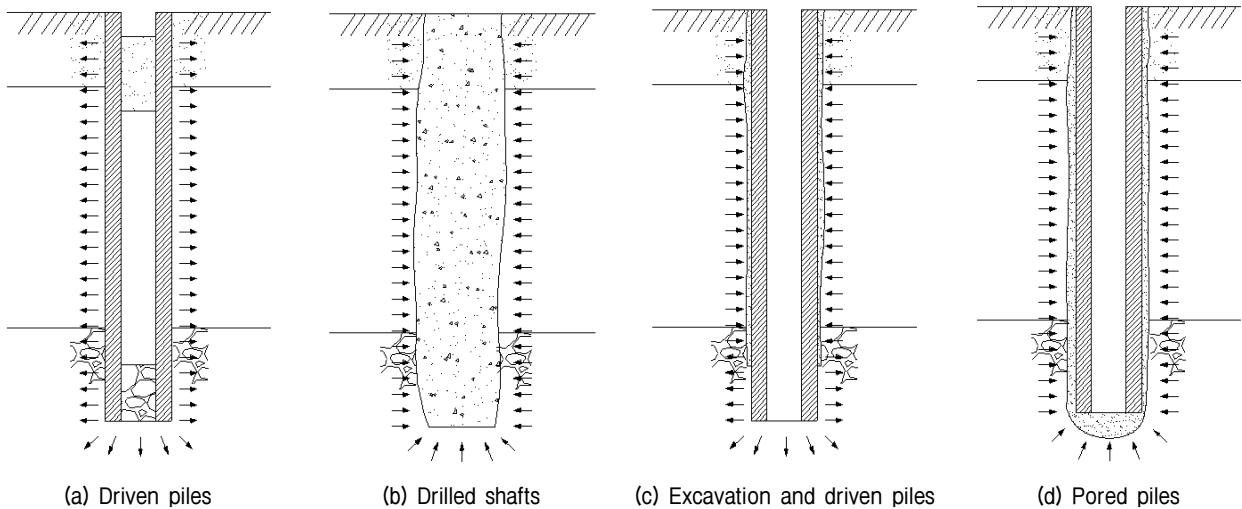 (a) Driven piles
(b) Drilled shafts
(c) Excavation and driven piles
(d) Pored piles